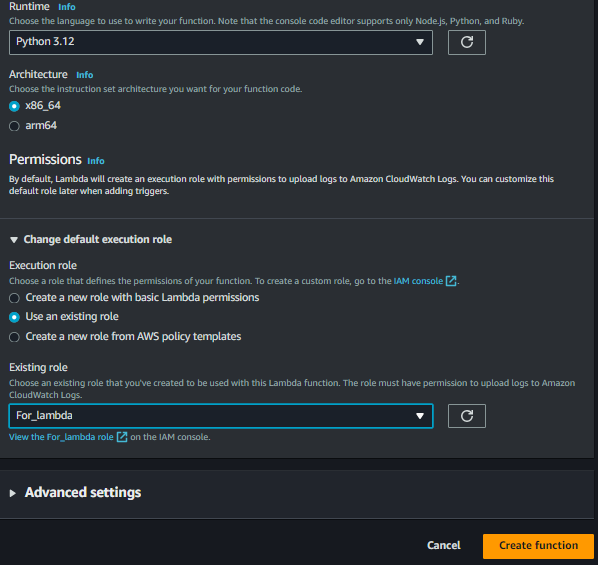 Runtime Info
Choose the language to use to write your function. Note that the console code editor supports only Node.js, Python, and Ruby.
Python 3.12
Architecture Info
Choose the instruction set architecture you want for your function code.
x86_64
arm64
Permissions Info
By default, Lambda will create an execution role with permissions to upload logs to Amazon CloudWatch Logs. You can customize this
default role later when adding triggers.
Change default execution role
Execution role
Choose a role that defines the permissions of your function. To create a custom role, go to the IAM console.
Create a new role with basic Lambda permissions
Use an existing role
Create a new role from AWS policy templates
Existing role
Choose an existing role that you've created to be used with this Lambda function. The role must have permission to upload logs to Amazon
CloudWatch Logs.
For_lambda
View the For_lambda role on the IAM console.
Advanced settings
Cancel
Create function